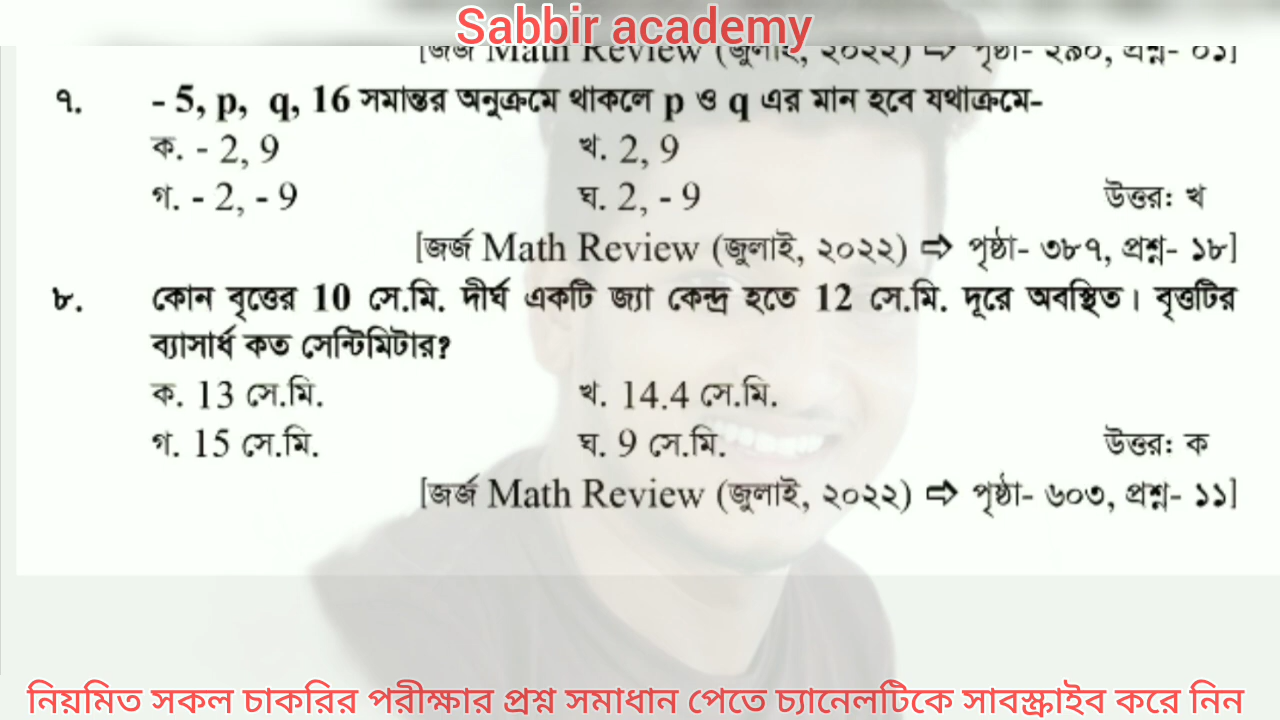 Sabbir academy
[জর্জ Math Review (জুলাই, ২০২২) ⇨ পৃষ্ঠা- ২৯০, প্রশ্ন- ০১]
৭. - 5, p, q, 16 সমান্তর অনুক্রমে থাকলে p ও q এর মান হবে যথাক্রমে-
ক. - 2, 9 খ. 2, 9
গ. - 2, - 9 ঘ. 2, - 9 উত্তরঃ খ
[জর্জ Math Review (জুলাই, ২০২২) ⇨ পৃষ্ঠা- ৩৮৭, প্রশ্ন- ১৮]
৮. কোন বৃত্তের 10 সে.মি. দীর্ঘ একটি জ্যা কেন্দ্র হতে 12 সে.মি. দূরে অবস্থিত। বৃত্তটির
ব্যাসার্ধ কত সেন্টিমিটার?
ক. 13 সে.মি. খ. 14.4 সে.মি.
গ. 15 সে.মি. ঘ. 9 সে.মি. উত্তরঃ ক
[জর্জ Math Review (জুলাই, ২০২২) ⇨ পৃষ্ঠা- ৬০৩, প্রশ্ন- ১১]
নিয়মিত সকল চাকরির পরীক্ষার প্রশ্ন সমাধান পেতে চ্যানেলটিকে সাবস্ক্রাইব করে নিন